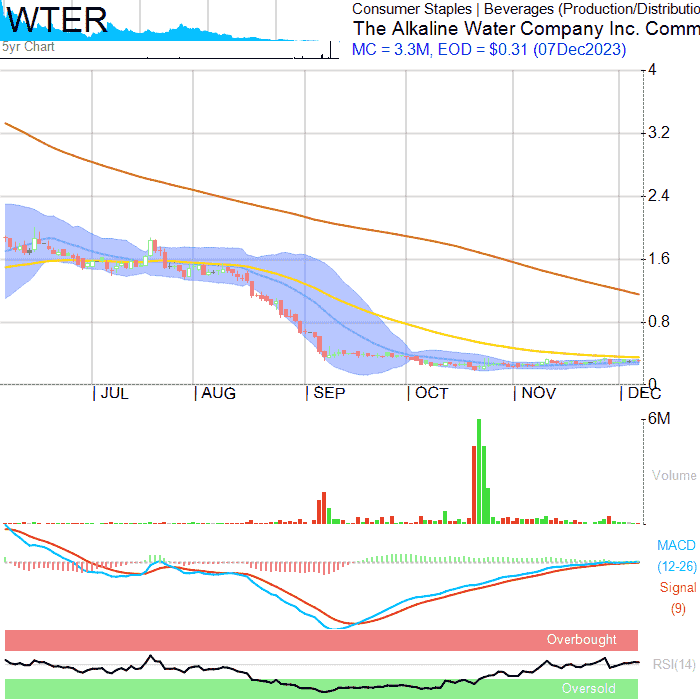 WTER
5yr Chart
Consumer Staples | Beverages (Production/Distributio
The Alkaline Water Company Inc. Comm
MC = 3.3M, EOD = $0.31 (07Dec2023)
4
3.2
2.4
1.6
0.8
0
JUL AUG SEP OCT NOV DEC
6M
Volume
MACD
(12-26)
Signal
(9)
Overbought
RSI(14)
Oversold